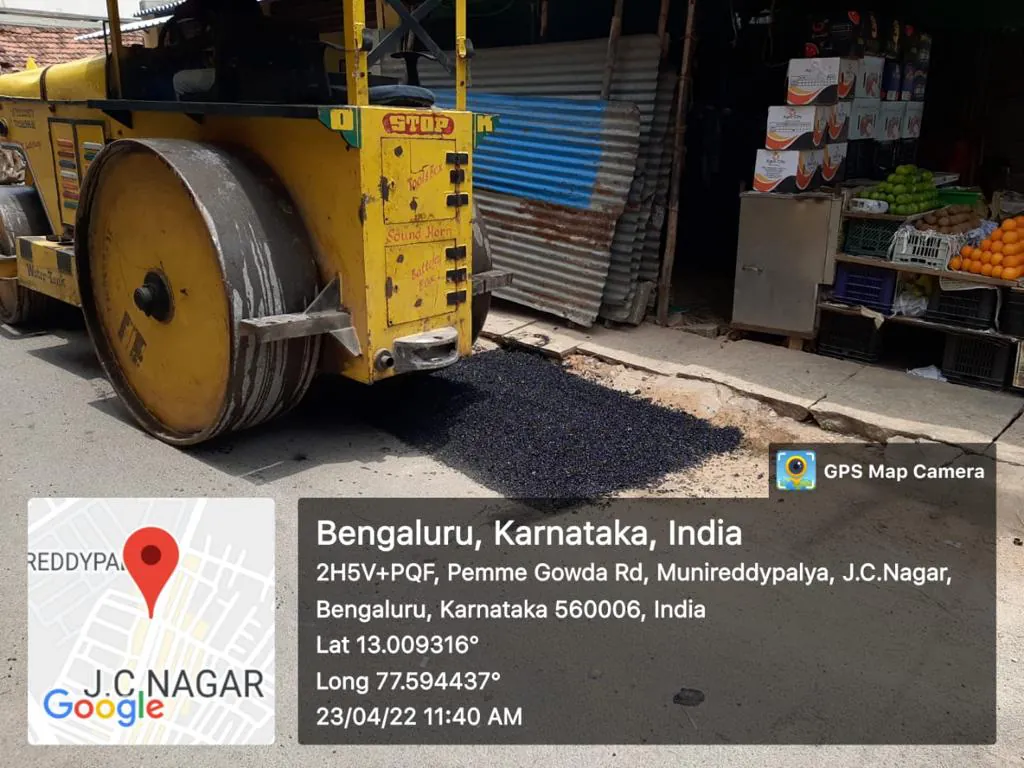 O STOP K
Tools Box
Sound Horn
Battery
Box
Water Tank
GPS Map Camera
Bengaluru, Karnataka, India
2H5V+PQF, Pemme Gowda Rd, Munireddypalya, J.C.Nagar,
Bengaluru, Karnataka 560006, India
Lat 13.009316°
Long 77.594437°
23/04/22 11:40 AM
REDDYPAL
J.C.NAGAR
Google